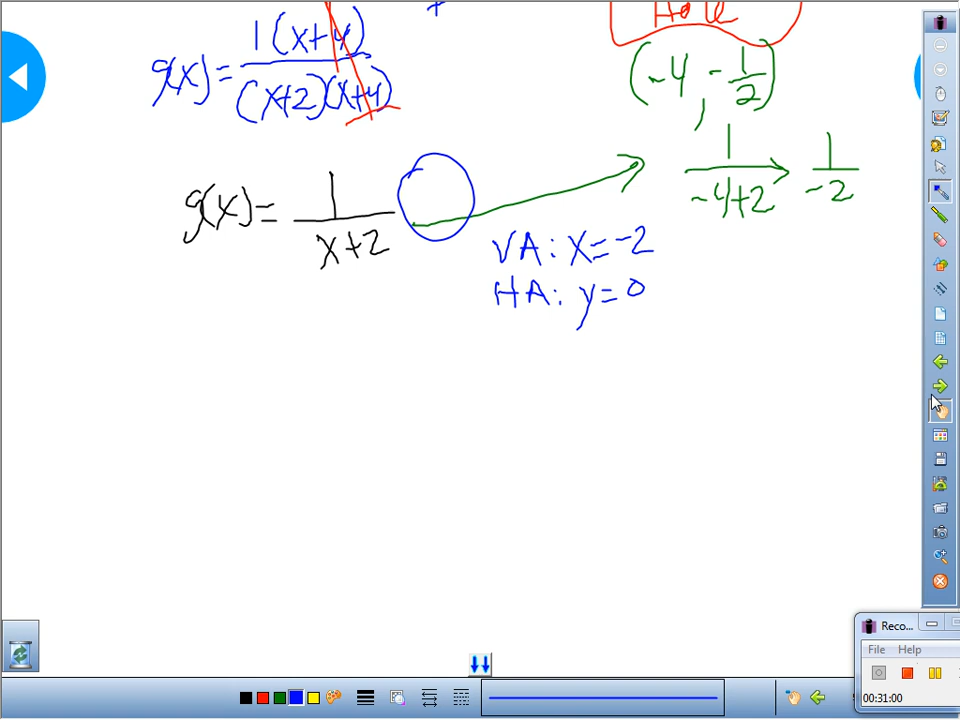 Hole
g(x) = 1(x+4) / (x+2)(x+4)
(-4, -1/2)
1 / -4+2 → 1 / -2
g(x) = 1 / x+2
VA: x = -2
HA: y = 0
Reco...
File Help
00:31:00